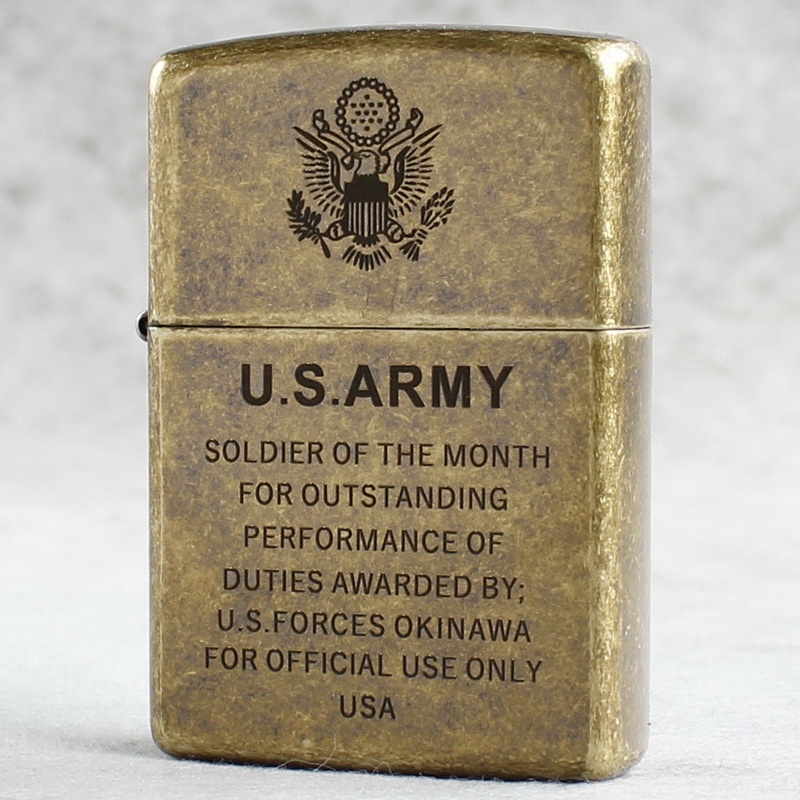 U.S.ARMY
SOLDIER OF THE MONTH
FOR OUTSTANDING
PERFORMANCE OF
DUTIES AWARDED BY;
U.S.FORCES OKINAWA
FOR OFFICIAL USE ONLY
USA